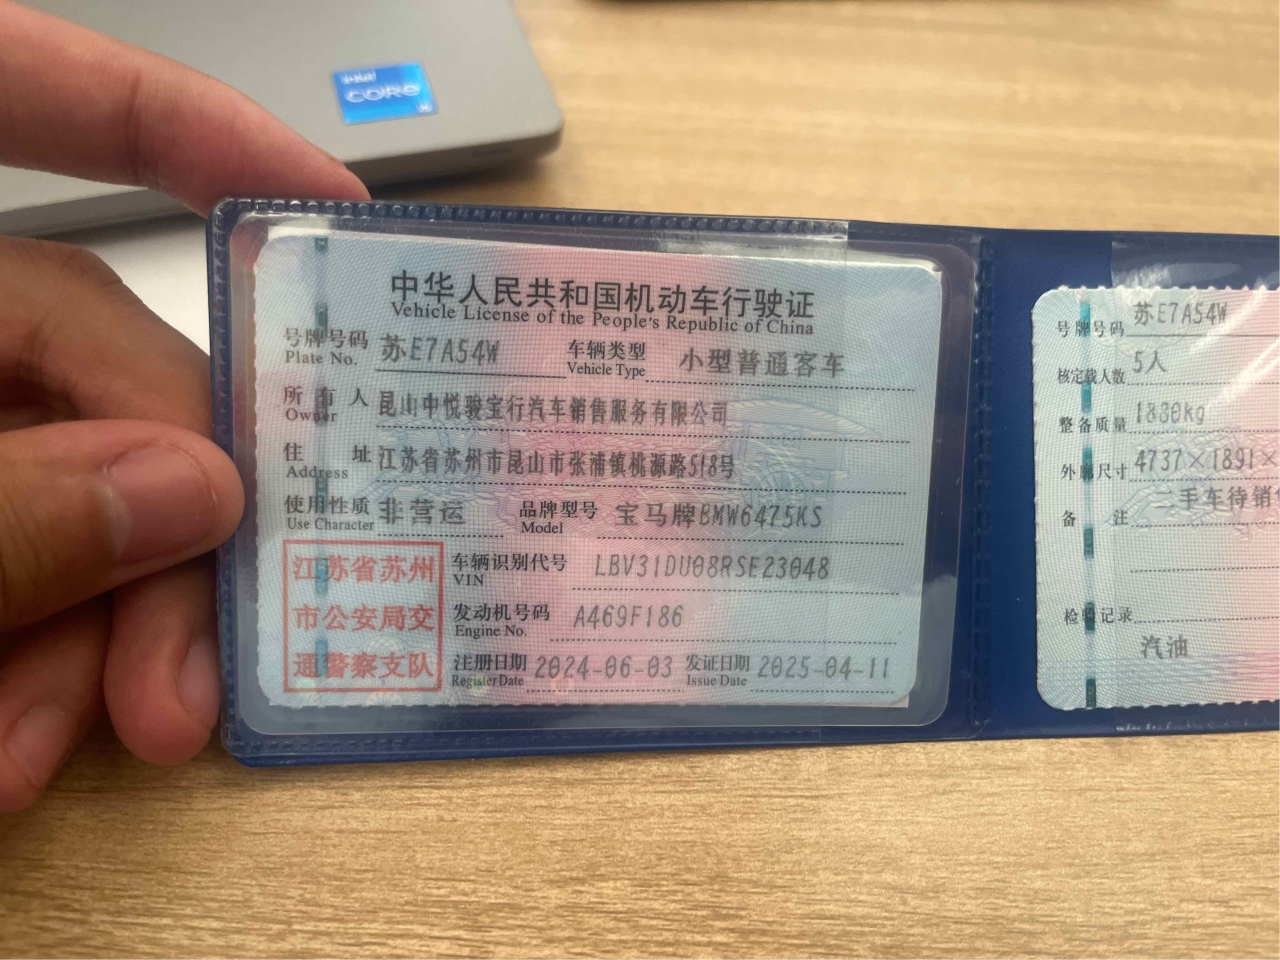 intel
CORE
中华人民共和国机动车行驶证
Vehicle License of the People's Republic of China
号牌号码 苏E7A54W 车辆类型 小型普通客车
Plate No. Vehicle Type
所有人 昆山中悦骏宝行汽车销售服务有限公司
Owner
住址 江苏省苏州市昆山市张浦镇桃源路518号
Address
使用性质 非营运 品牌型号 宝马牌BMW6475KS
Use Character Model
江苏省苏州
市公安局交
通警察支队
车辆识别代号 LBV31DU08RSE23048
VIN
发动机号码 A469F186
Engine No.
注册日期 2024-06-03 发证日期 2025-04-11
Register Date Issue Date
号牌号码 苏E7A54W
核定载人数 5人
整备质量 1830kg
外廓尺寸 4737×1891×
备注 二手车待销
检验记录
汽油